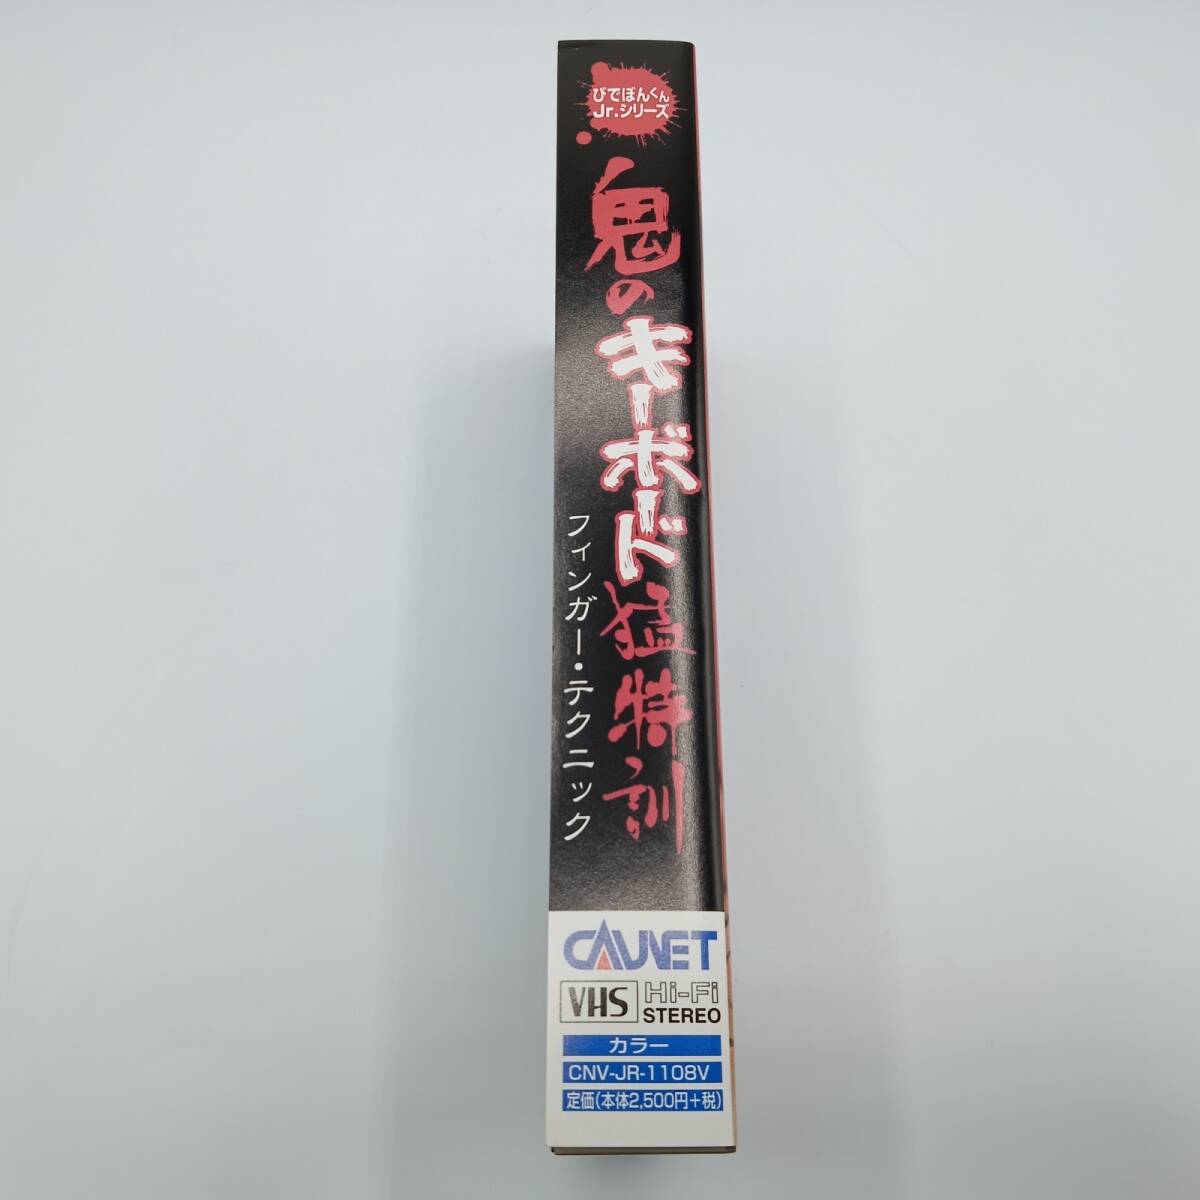 びでぽんくん
Jr.シリーズ
鬼のキーボード猛特訓
フィンガー・テクニック
CAUNET
VHS
Hi-Fi
STEREO
カラー
CNV-JR-1108V
定価(本体2,500円+税)